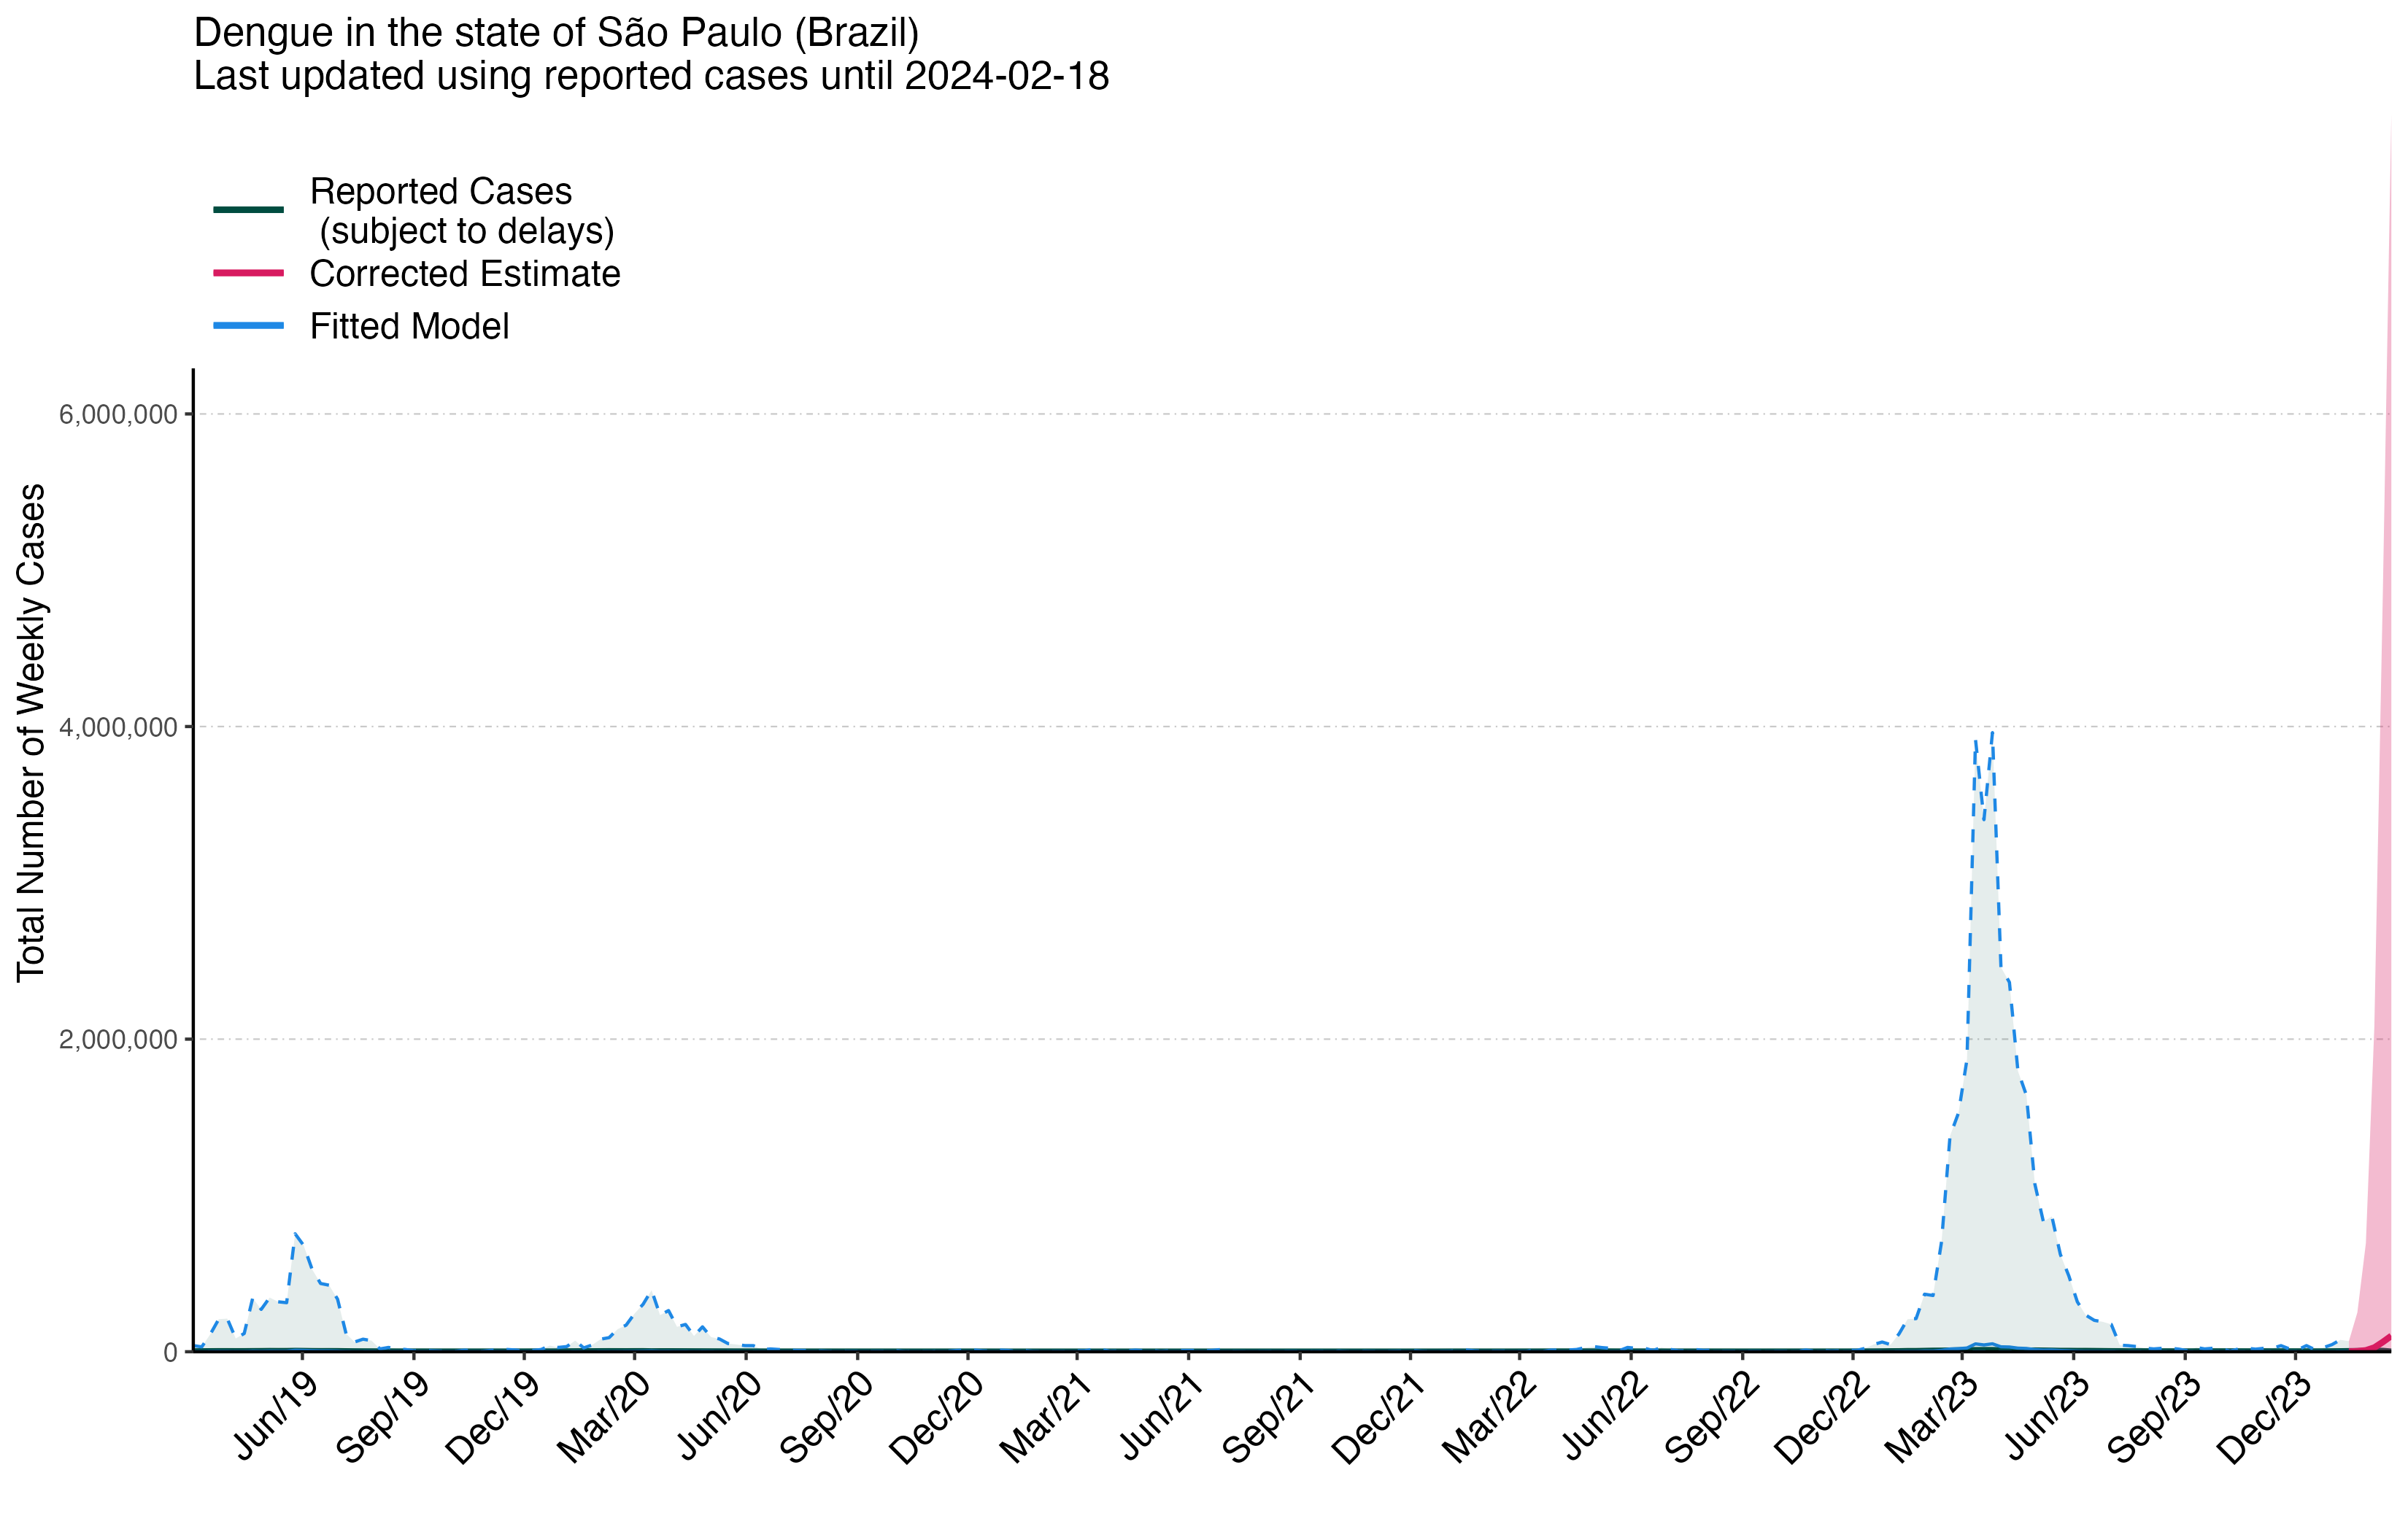 Dengue in the state of São Paulo (Brazil)
Last updated using reported cases until 2024-02-18
Reported Cases
(subject to delays)
Corrected Estimate
Fitted Model
Total Number of Weekly Cases
6,000,000
4,000,000
2,000,000
0
Jun/19
Sep/19
Dec/19
Mar/20
Jun/20
Sep/20
Dec/20
Mar/21
Jun/21
Sep/21
Dec/21
Mar/22
Jun/22
Sep/22
Dec/22
Mar/23
Jun/23
Sep/23
Dec/23